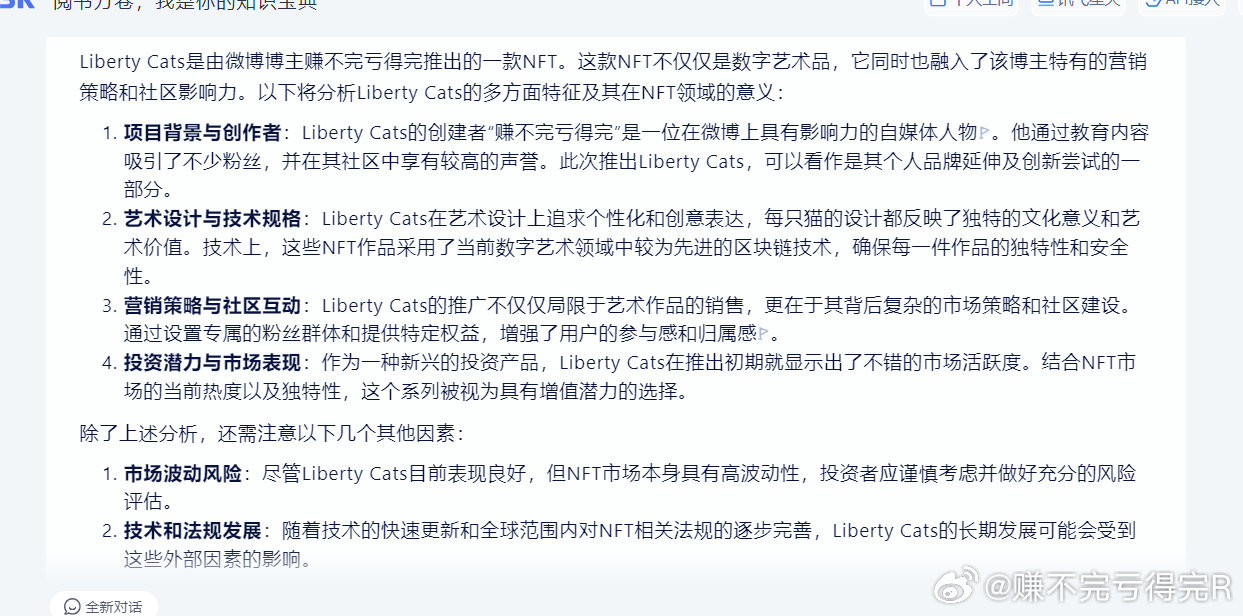 阅书万卷，我是你的知识宝典
个人空间 讯飞星火 API接入
Liberty Cats是由微博博主赚不完亏得完推出的一款NFT。这款NFT不仅仅是数字艺术品，它同时也融入了该博主特有的营销
策略和社区影响力。以下将分析Liberty Cats的多方面特征及其在NFT领域的意义：
1. 项目背景与创作者：Liberty Cats的创建者“赚不完亏得完”是一位在微博上具有影响力的自媒体人物。他通过教育内容
吸引了不少粉丝，并在其社区中享有较高的声誉。此次推出Liberty Cats，可以看作是其个人品牌延伸及创新尝试的一
部分。
2. 艺术设计与技术规格：Liberty Cats在艺术设计上追求个性化和创意表达，每只猫的设计都反映了独特的文化意义和艺
术价值。技术上，这些NFT作品采用了当前数字艺术领域中较为先进的区块链技术，确保每一件作品的独特性和安全
性。
3. 营销策略与社区互动：Liberty Cats的推广不仅仅局限于艺术作品的销售，更在于其背后复杂的市场策略和社区建设。
通过设置专属的粉丝群体和提供特定权益，增强了用户的参与感和归属感。
4. 投资潜力与市场表现：作为一种新兴的投资产品，Liberty Cats在推出初期就显示出了不错的市场活跃度。结合NFT市
场的当前热度以及独特性，这个系列被视为具有增值潜力的选择。
除了上述分析，还需注意以下几个其他因素：
1. 市场波动风险：尽管Liberty Cats目前表现良好，但NFT市场本身具有高波动性，投资者应谨慎考虑并做好充分的风险
评估。
2. 技术和法规发展：随着技术的快速更新和全球范围内对NFT相关法规的逐步完善，Liberty Cats的长期发展可能会受到
这些外部因素的影响。
全新对话
@赚不完亏得完R